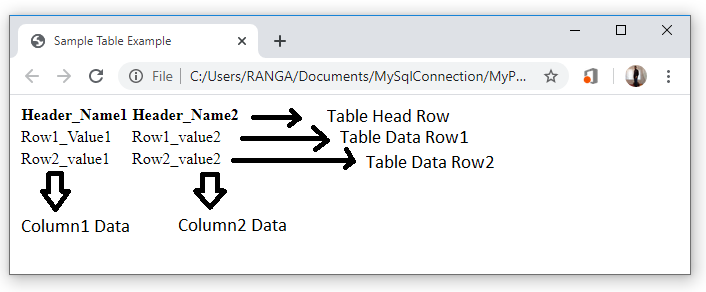 Sample Table Example
File C:/Users/RANGA/Documents/MySqlConnection/MyP...
Header_Name1 Header_Name2 Table Head Row
Row1_Value1 Row1_value2 Table Data Row1
Row2_value1 Row2_value2 Table Data Row2
Column1 Data Column2 Data